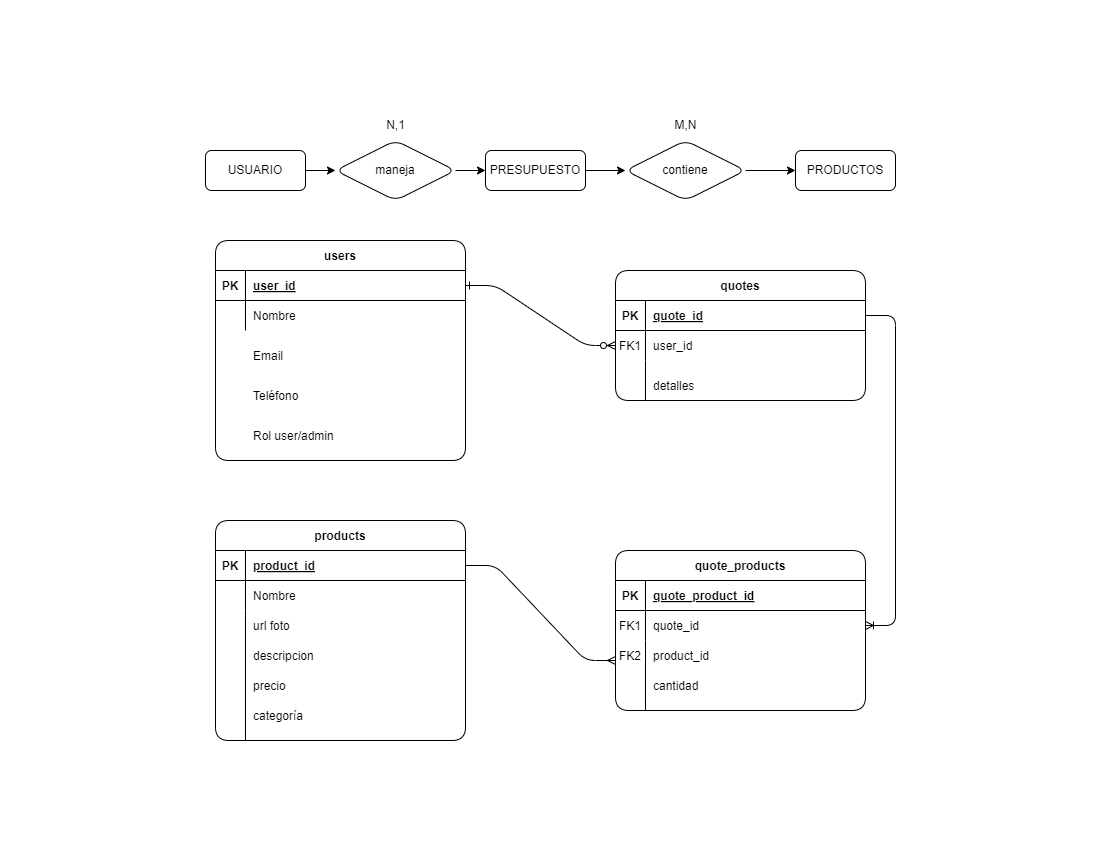 N,1
M,N
USUARIO
maneja
PRESUPUESTO
contiene
PRODUCTOS
users
PK user_id
Nombre
Email
Teléfono
Rol user/admin
quotes
PK quote_id
FK1 user_id
detalles
products
PK product_id
Nombre
url foto
descripcion
precio
categoría
quote_products
PK quote_product_id
FK1 quote_id
FK2 product_id
cantidad